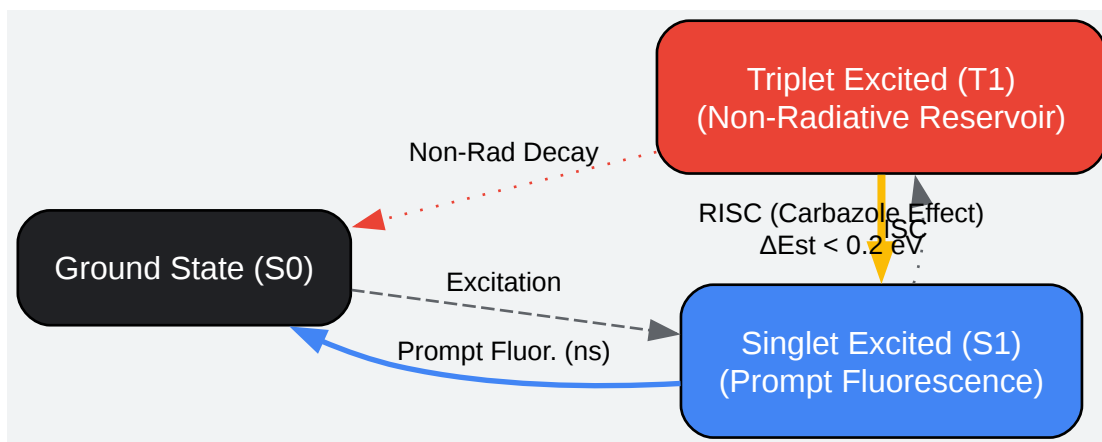 Triplet Excited (T1)
(Non-Radiative Reservoir)
Non-Rad Decay
RISC (Carbazole Effect)
ISC
ΔEst < 0.2 eV
Ground State (S0)
Excitation
Prompt Fluor. (ns)
Singlet Excited (S1)
(Prompt Fluorescence)